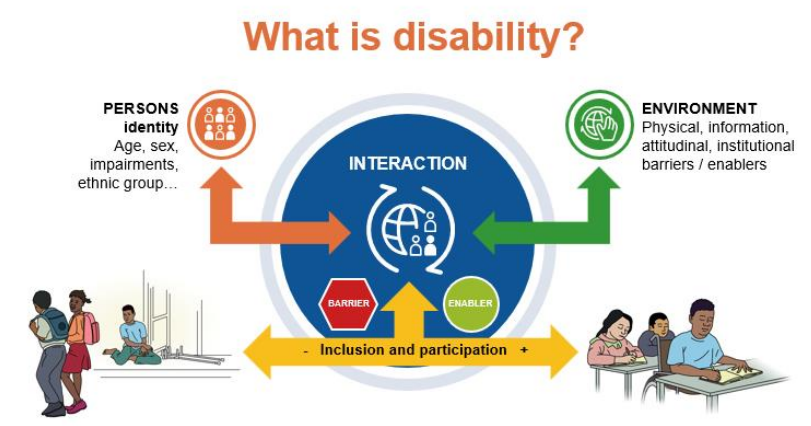 What is disability?
PERSONS
identity
Age, sex,
impairments,
ethnic group…
ENVIRONMENT
Physical, information,
attitudinal, institutional
barriers / enablers
INTERACTION
BARRIER
ENABLER
- Inclusion and participation +